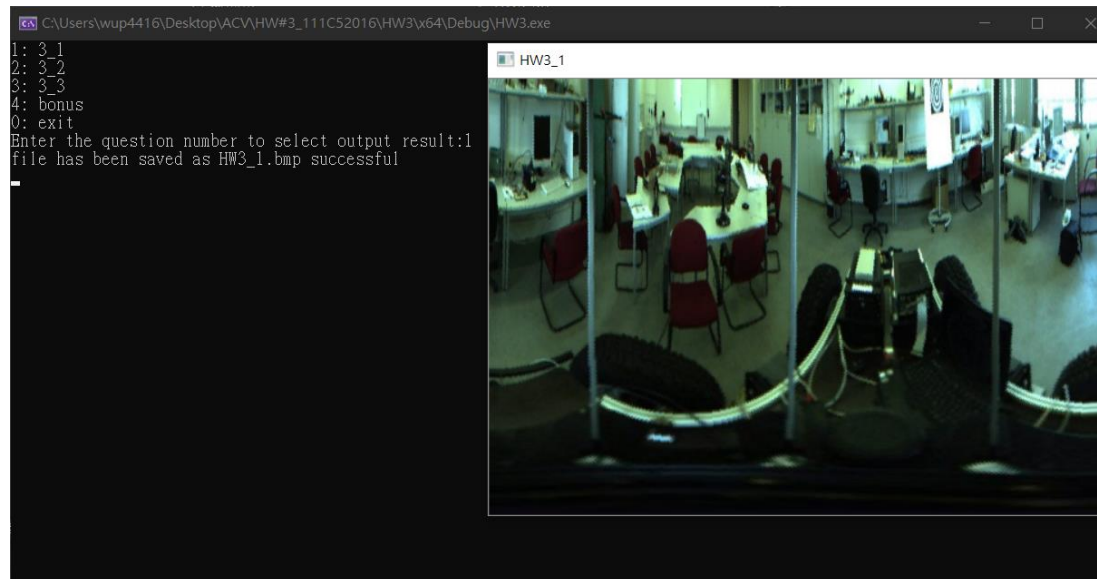 C:\Users\wup4416\Desktop\ACV\HW#3_111C52016\HW3\x64\Debug\HW3.exe
1: 3_1
2: 3_2
3: 3_3
4: bonus
0: exit
Enter the question number to select output result:1
file has been saved as HW3_1.bmp successful
HW3_1